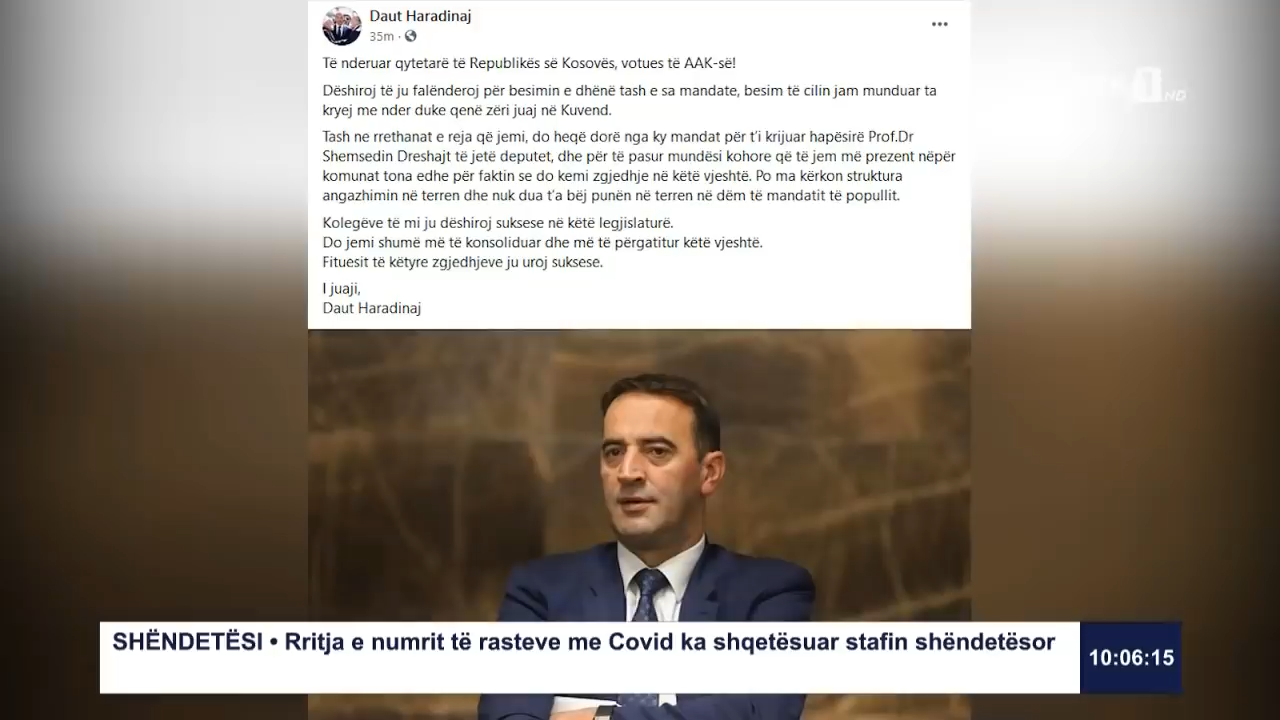 Daut Haradinaj
35m ·
Të nderuar qytetarë të Republikës së Kosovës, votues të AAK-së!
Dëshiroj të ju falënderoj për besimin e dhënë tash e sa mandate, besim të cilin jam munduar ta
kryej me nder duke qenë zëri juaj në Kuvend.
Tash ne rrethanat e reja që jemi, do heqë dorë nga ky mandat për t'i krijuar hapësirë Prof.Dr
Shemsedin Dreshajt të jetë deputet, dhe për të pasur mundësi kohore që të jem më prezent nëpër
komunat tona edhe për faktin se do kemi zgjedhje në këtë vjeshtë. Po ma kërkon struktura
angazhimin në terren dhe nuk dua t'a bëj punën në terren në dëm të mandatit të popullit.
Kolegëve të mi ju dëshiroj suksese në këtë legjislaturë.
Do jemi shumë më të konsoliduar dhe më të përgatitur këtë vjeshtë.
Fituesit të këtyre zgjedhjeve ju uroj suksese.
I juaji,
Daut Haradinaj
SHËNDETËSI • Rritja e numrit të rasteve me Covid ka shqetësuar stafin shëndetësor
10:06:15